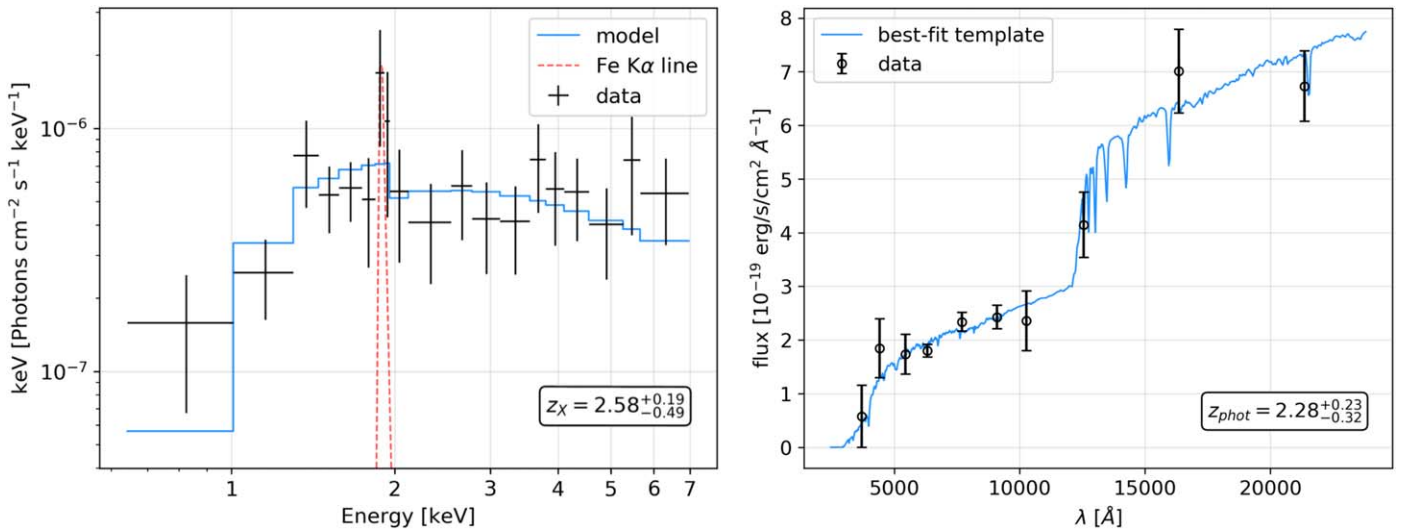 keV [Photons cm⁻² s⁻¹ keV⁻¹]
10⁻⁶
10⁻⁷
model
Fe Kα line
data
z_X = 2.58^{+0.19}_{-0.49}
1 2 3 4 5 6 7
Energy [keV]
flux [10⁻¹⁹ erg/s/cm² Å⁻¹]
8
7
6
5
4
3
2
1
0
best-fit template
data
z_{phot} = 2.28^{+0.23}_{-0.32}
5000 10000 15000 20000
λ [Å]